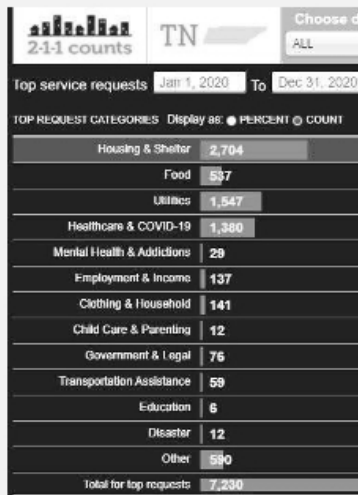 2-1-1 counts
TN
Choose d
ALL
Top service requests Jan 1, 2020 To Dec 31, 2020
TOP REQUEST CATEGORIES Display as: PERCENT COUNT
Housing & Shelter 2,704
Food 537
Utilities 1,547
Healthcare & COVID-19 1,380
Mental Health & Addictions 29
Employment & Income 137
Clothing & Household 141
Child Care & Parenting 12
Government & Legal 76
Transportation Assistance 59
Education 6
Disaster 12
Other 590
Total for top requests 7,230